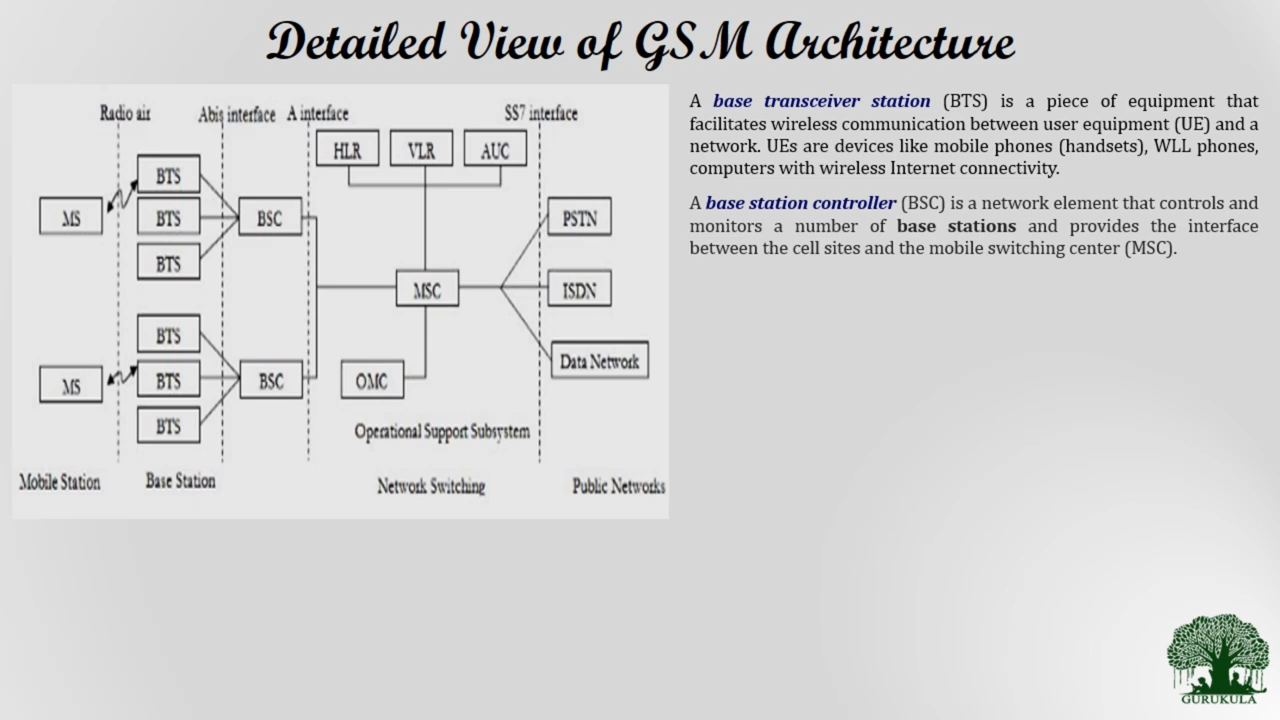 Detailed View of GSM Architecture
Radio air
Abis interface
A interface
SS7 interface
HLR
VLR
AUC
BTS
MS
BTS
BSC
BTS
PSTN
MSC
ISDN
BTS
Data Network
MS
BTS
BSC
OMC
BTS
Operational Support Subsystem
Mobile Station
Base Station
Network Switching
Public Networks
A base transceiver station (BTS) is a piece of equipment that
facilitates wireless communication between user equipment (UE) and a
network. UEs are devices like mobile phones (handsets), WLL phones,
computers with wireless Internet connectivity.
A base station controller (BSC) is a network element that controls and
monitors a number of base stations and provides the interface
between the cell sites and the mobile switching center (MSC).
GURUKULA